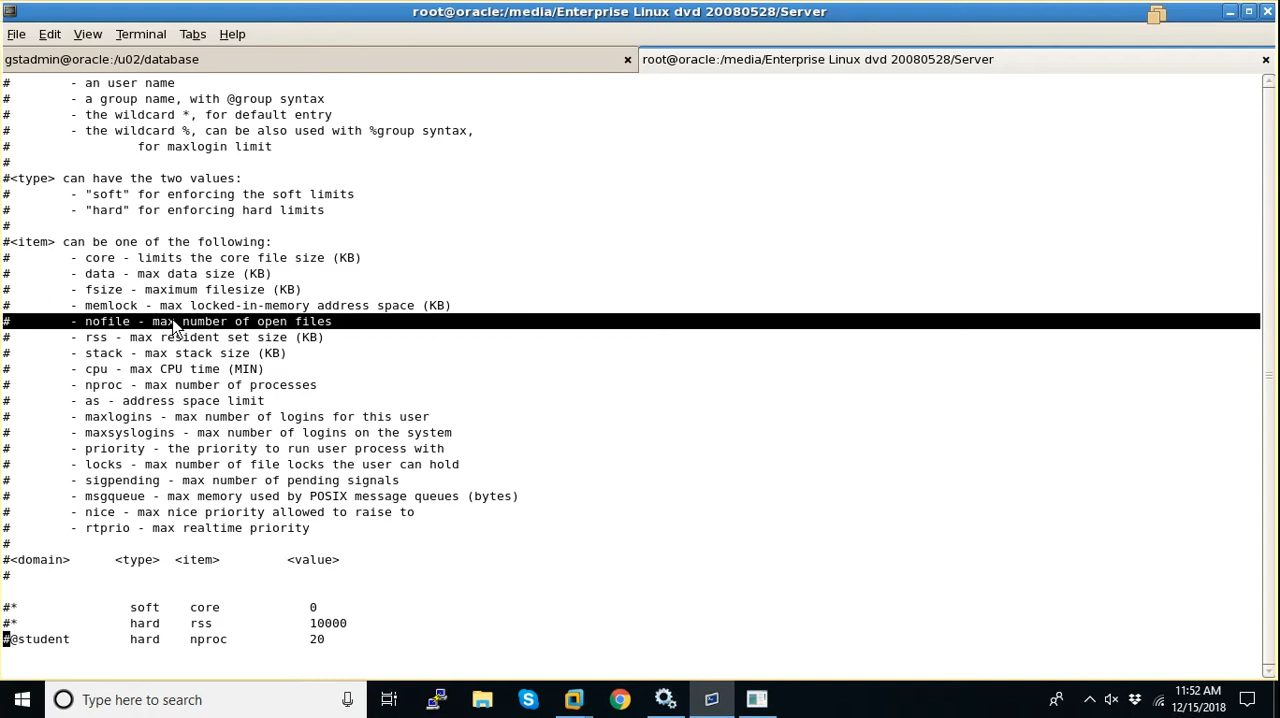 root@oracle:/media/Enterprise Linux dvd 20080528/Server
File Edit View Terminal Tabs Help
gstadmin@oracle:/u02/database
root@oracle:/media/Enterprise Linux dvd 20080528/Server
# - an user name
# - a group name, with @group syntax
# - the wildcard *, for default entry
# - the wildcard %, can be also used with %group syntax,
# for maxlogin limit
#
#<type> can have the two values:
# - "soft" for enforcing the soft limits
# - "hard" for enforcing hard limits
#
#<item> can be one of the following:
# - core - limits the core file size (KB)
# - data - max data size (KB)
# - fsize - maximum filesize (KB)
# - memlock - max locked-in-memory address space (KB)
# - nofile - max number of open files
# - rss - max resident set size (KB)
# - stack - max stack size (KB)
# - cpu - max CPU time (MIN)
# - nproc - max number of processes
# - as - address space limit
# - maxlogins - max number of logins for this user
# - maxsyslogins - max number of logins on the system
# - priority - the priority to run user process with
# - locks - max number of file locks the user can hold
# - sigpending - max number of pending signals
# - msgqueue - max memory used by POSIX message queues (bytes)
# - nice - max nice priority allowed to raise to
# - rtprio - max realtime priority
#
#<domain> <type> <item> <value>
#
#* soft core 0
#* hard rss 10000
#@student hard nproc 20
Type here to search
11:52 AM
12/15/2018